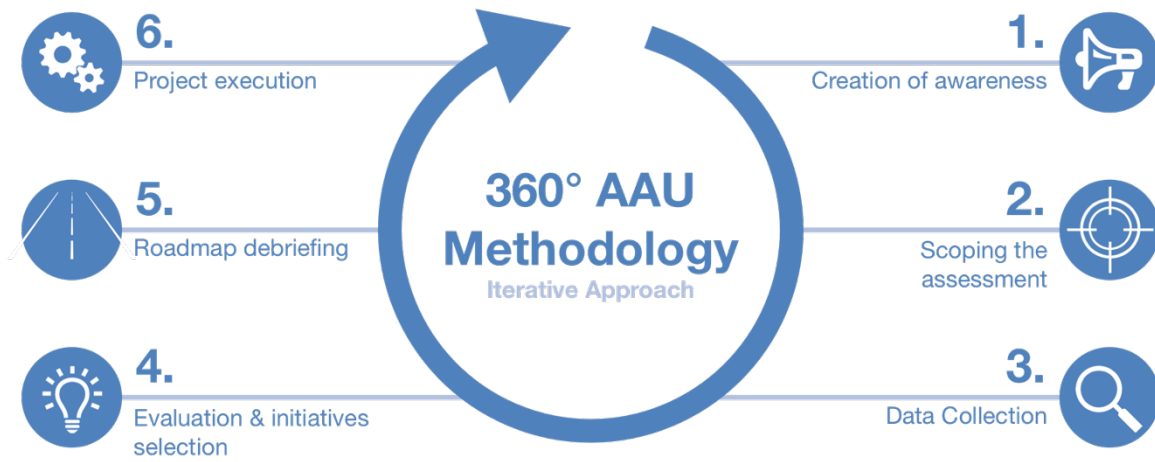 360° AAU
Methodology
Iterative Approach
1.
Creation of awareness
2.
Scoping the
assessment
3.
Data Collection
4.
Evaluation & initiatives
selection
5.
Roadmap debriefing
6.
Project execution